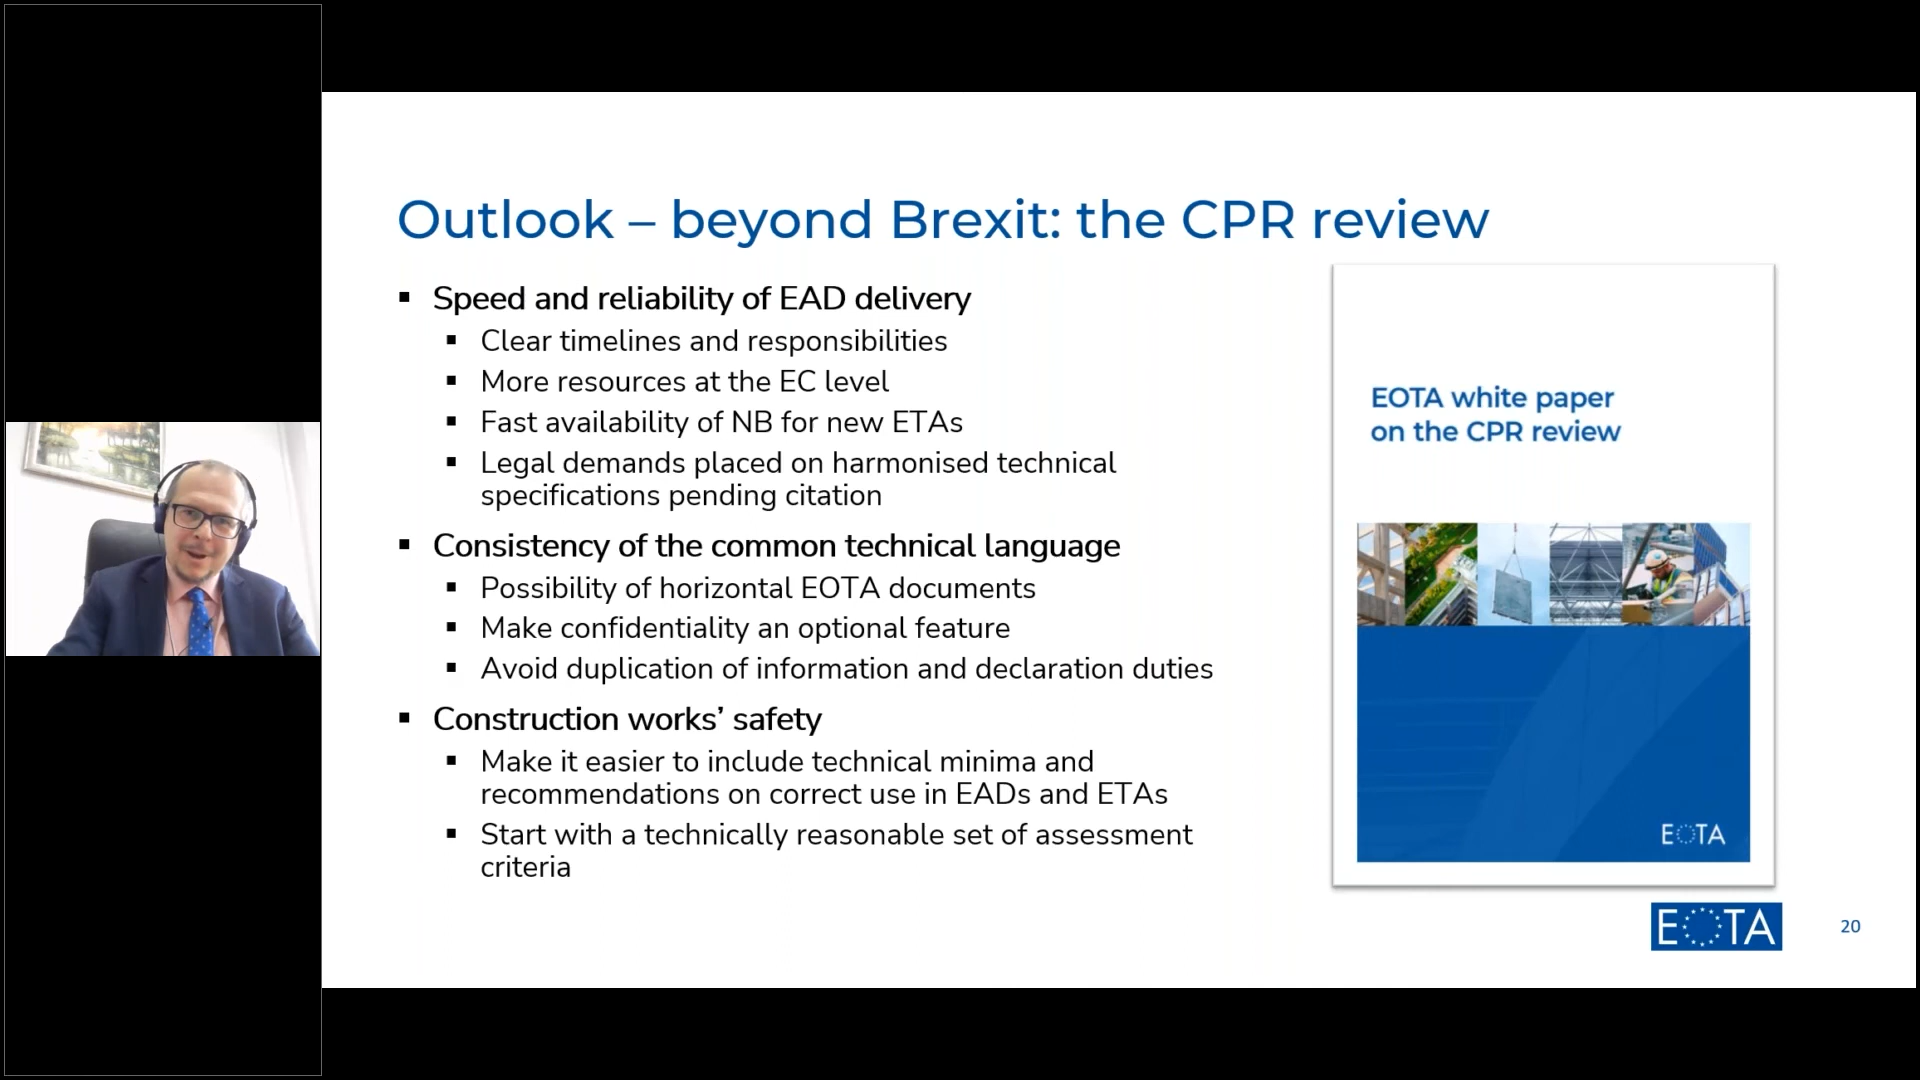 Outlook – beyond Brexit: the CPR review
Speed and reliability of EAD delivery
Clear timelines and responsibilities
More resources at the EC level
Fast availability of NB for new ETAs
Legal demands placed on harmonised technical
specifications pending citation
Consistency of the common technical language
Possibility of horizontal EOTA documents
Make confidentiality an optional feature
Avoid duplication of information and declaration duties
Construction works’ safety
Make it easier to include technical minima and
recommendations on correct use in EADs and ETAs
Start with a technically reasonable set of assessment
criteria
EOTA white paper
on the CPR review
EOTA
EOTA
20